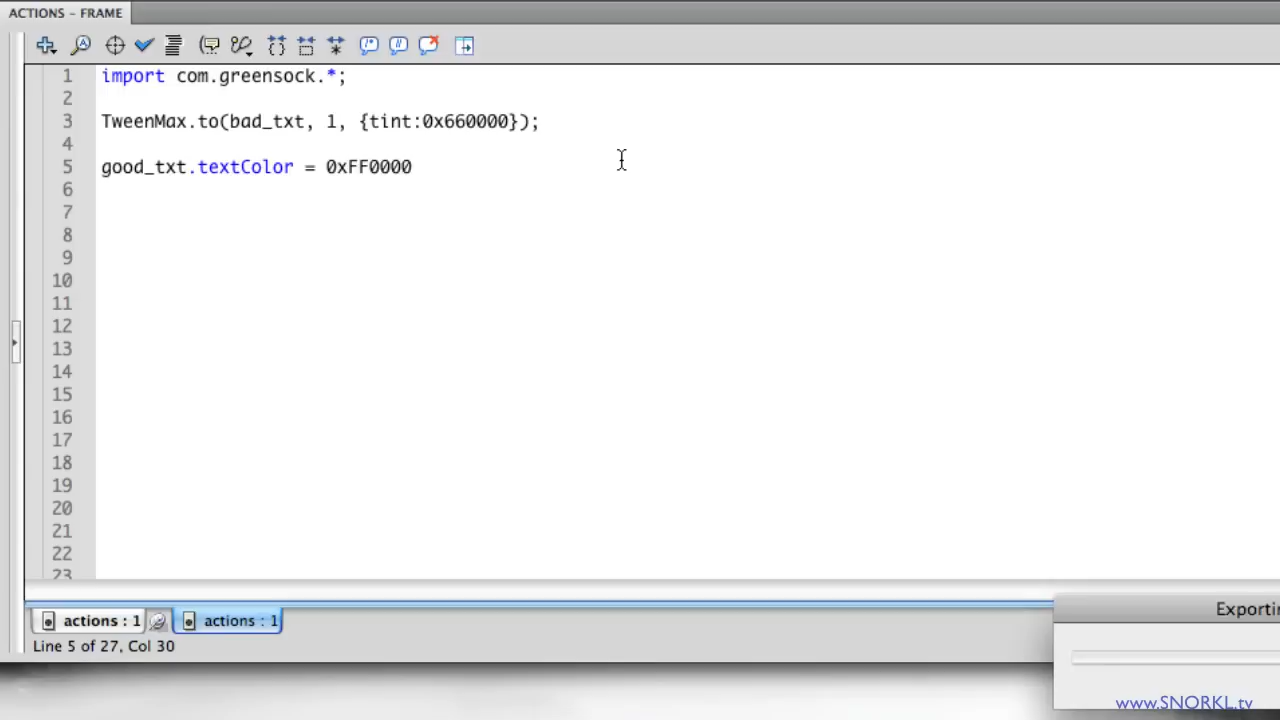 ACTIONS – FRAME
1 import com.greensock.*;
2
3 TweenMax.to(bad_txt, 1, {tint:0x660000});
4
5 good_txt.textColor = 0xFF0000
6
7
8
9
10
11
12
13
14
15
16
17
18
19
20
21
22
23
actions : 1 actions : 1
Exportin
Line 5 of 27, Col 30
www.SNORKL.tv